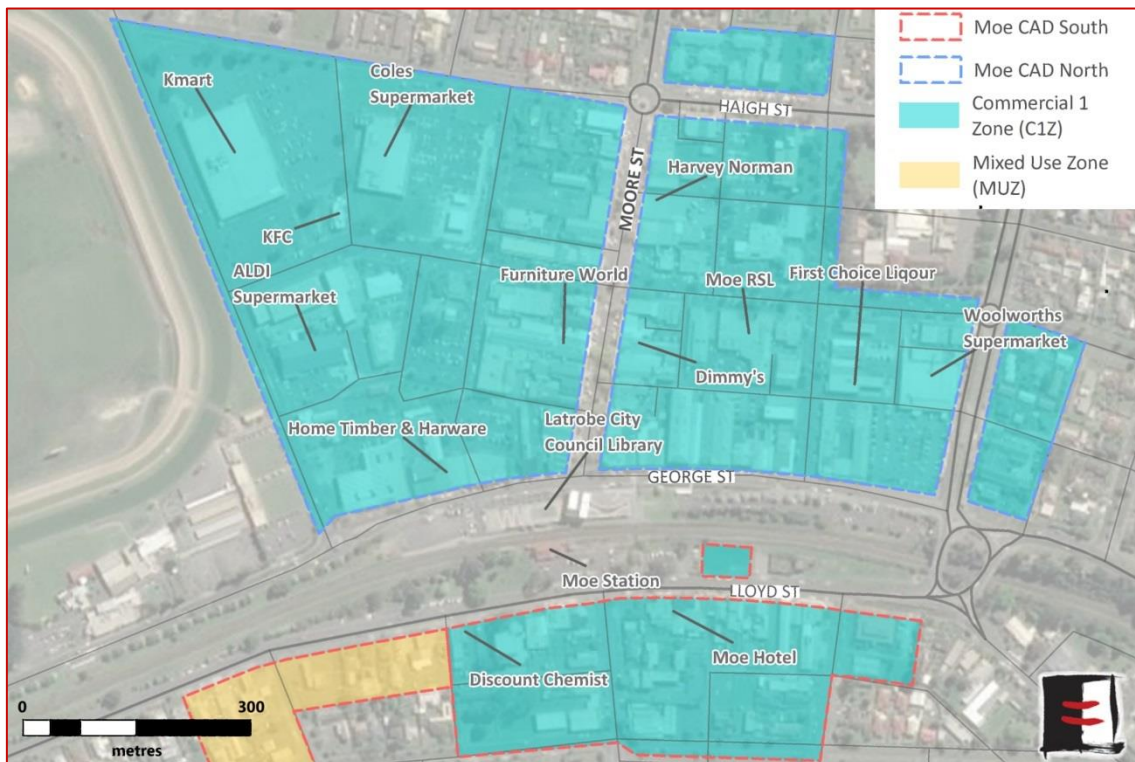 Moe CAD South
Moe CAD North
Commercial 1
Zone (C1Z)
Mixed Use Zone
(MUZ)
Kmart
Coles
Supermarket
HAIGH ST
MOORE ST
Harvey Norman
KFC
ALDI
Supermarket
Furniture World
Moe RSL
First Choice Liqour
Woolworths
Supermarket
Dimmy's
Home Timber & Harware
Latrobe City
Council Library
GEORGE ST
Moe Station
LLOYD ST
Moe Hotel
Discount Chemist
0
300
metres